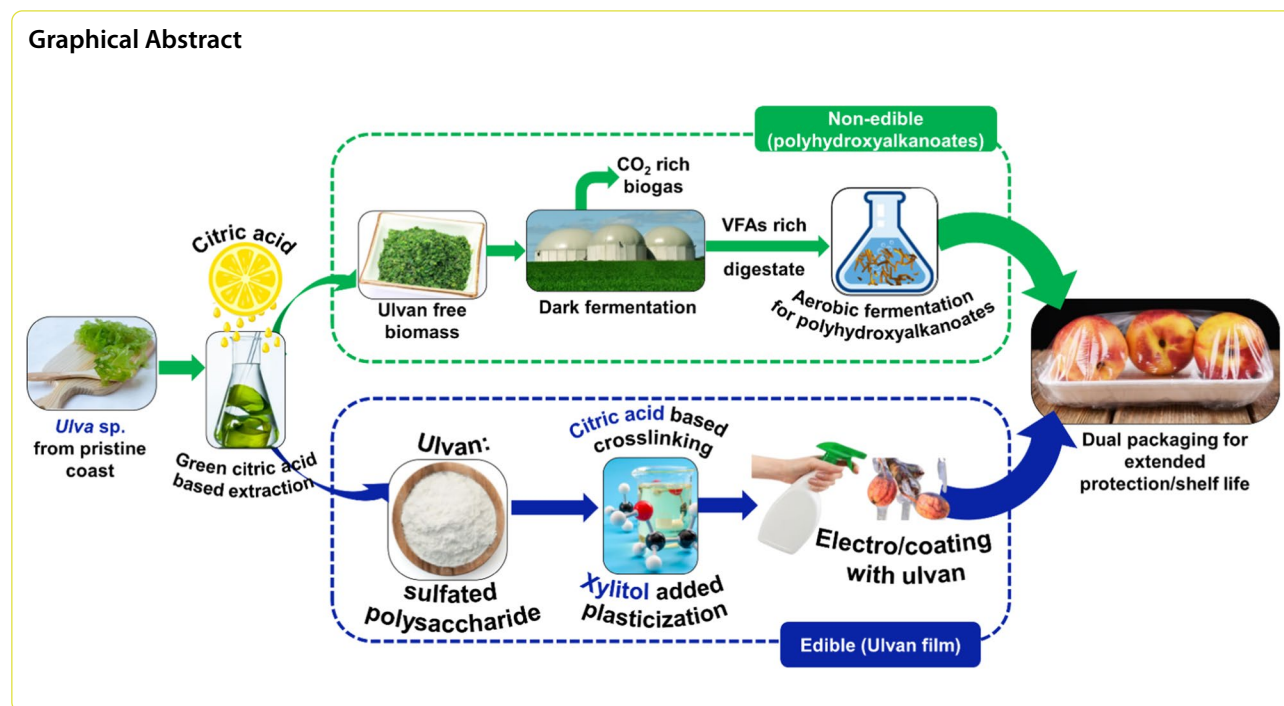 Graphical Abstract
Non-edible
(polyhydroxyalkanoates)
CO₂ rich
biogas
Citric acid
VFAs rich
digestate
Ulvan free
biomass
Dark fermentation
Aerobic fermentation
for polyhydroxyalkanoates
Ulva sp.
from pristine
coast
Green citric acid
based extraction
Dual packaging for
extended
protection/shelf life
Ulvan:
sulfated
polysaccharide
Citric acid based
crosslinking
Xylitol added
plasticization
Electro/coating
with ulvan
Edible (Ulvan film)